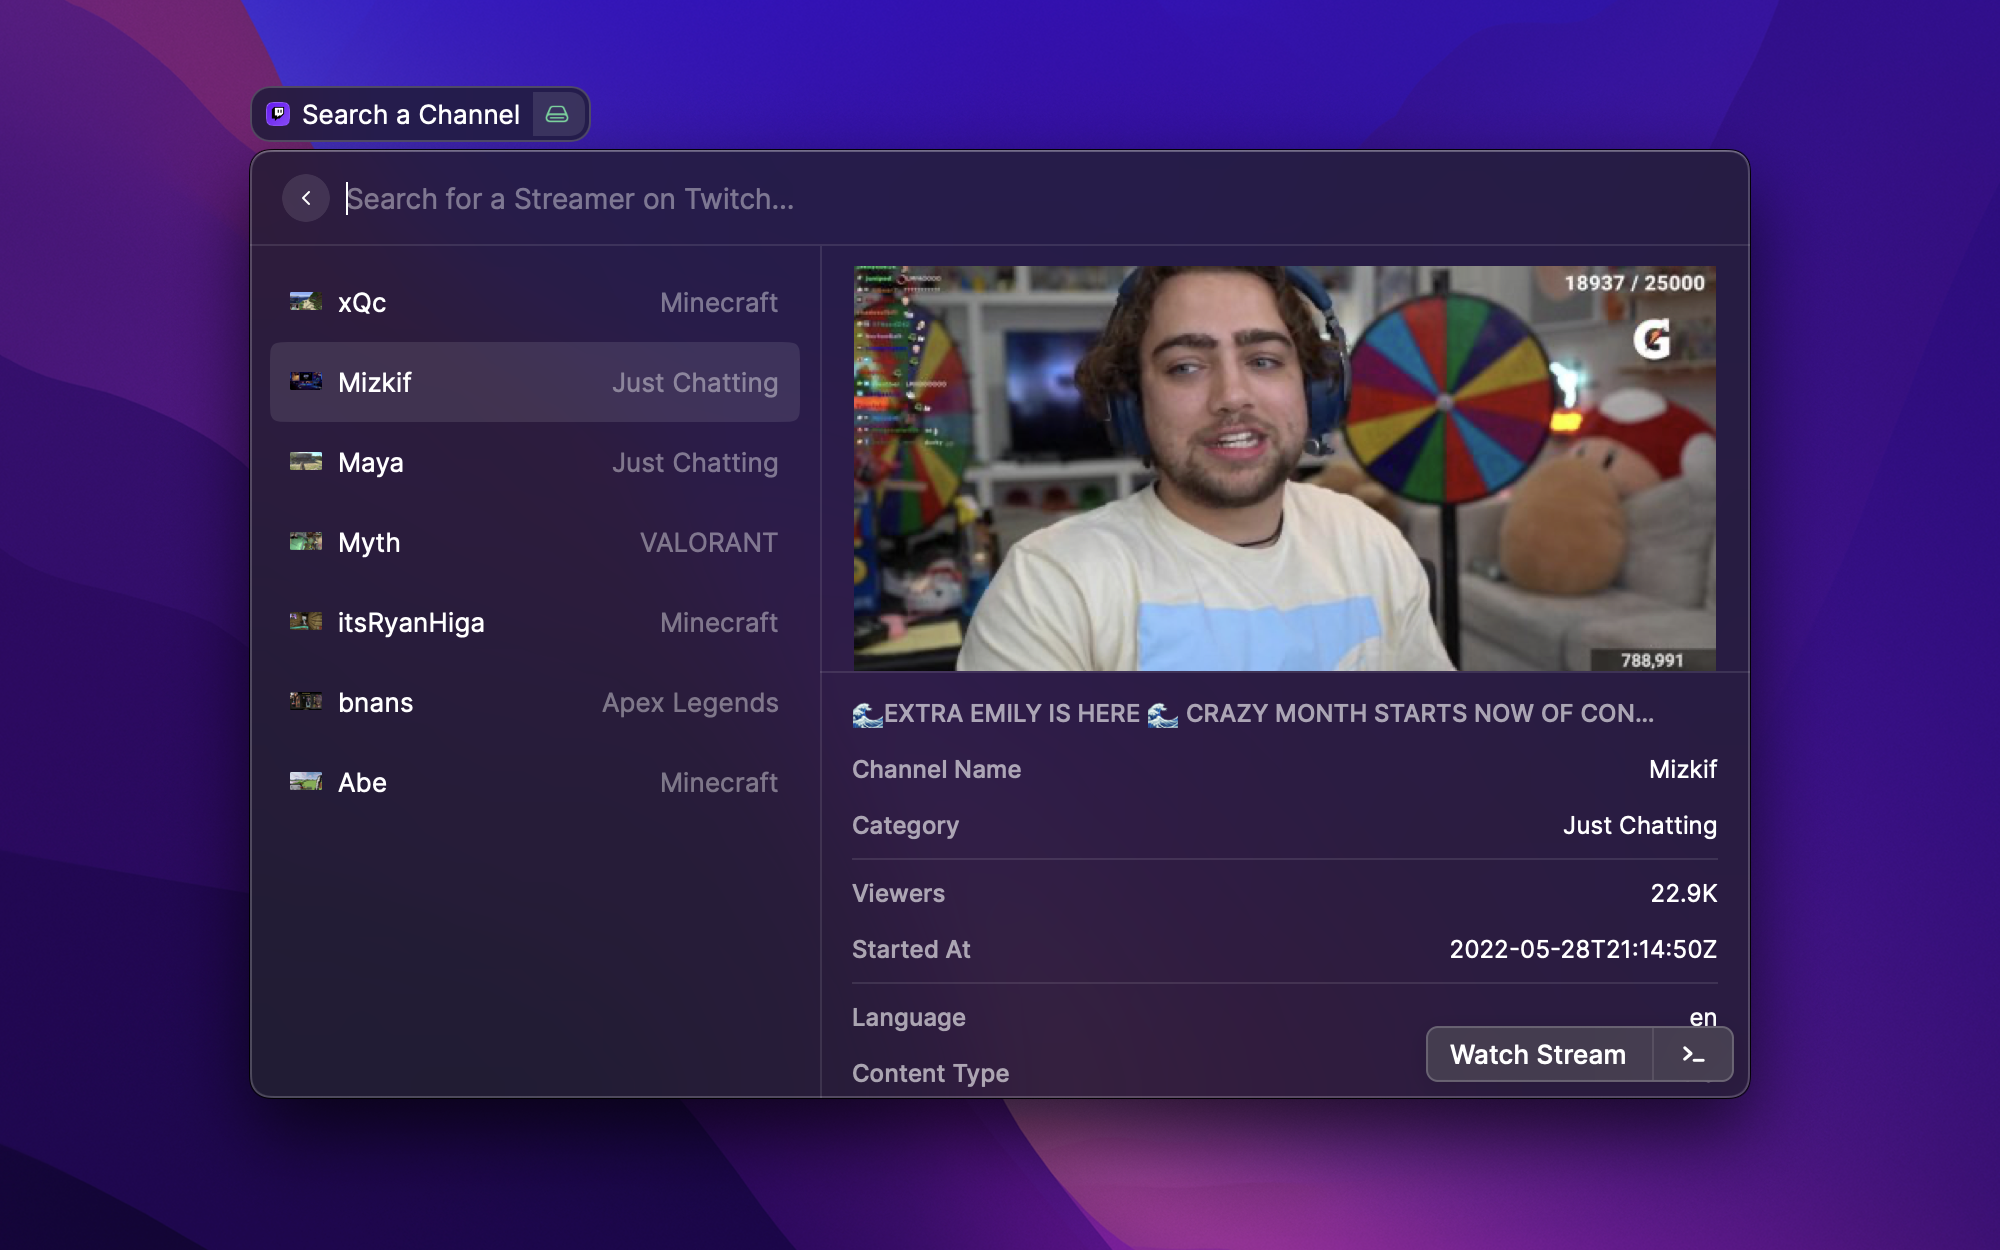 Search a Channel
Search for a Streamer on Twitch...
xQc Minecraft
Mizkif Just Chatting
Maya Just Chatting
Myth VALORANT
itsRyanHiga Minecraft
bnans Apex Legends
Abe Minecraft
18937 / 25000
G
788,991
🌊EXTRA EMILY IS HERE 🌊 CRAZY MONTH STARTS NOW OF CON...
Channel Name Mizkif
Category Just Chatting
Viewers 22.9K
Started At 2022-05-28T21:14:50Z
Language en
Content Type
Watch Stream >_